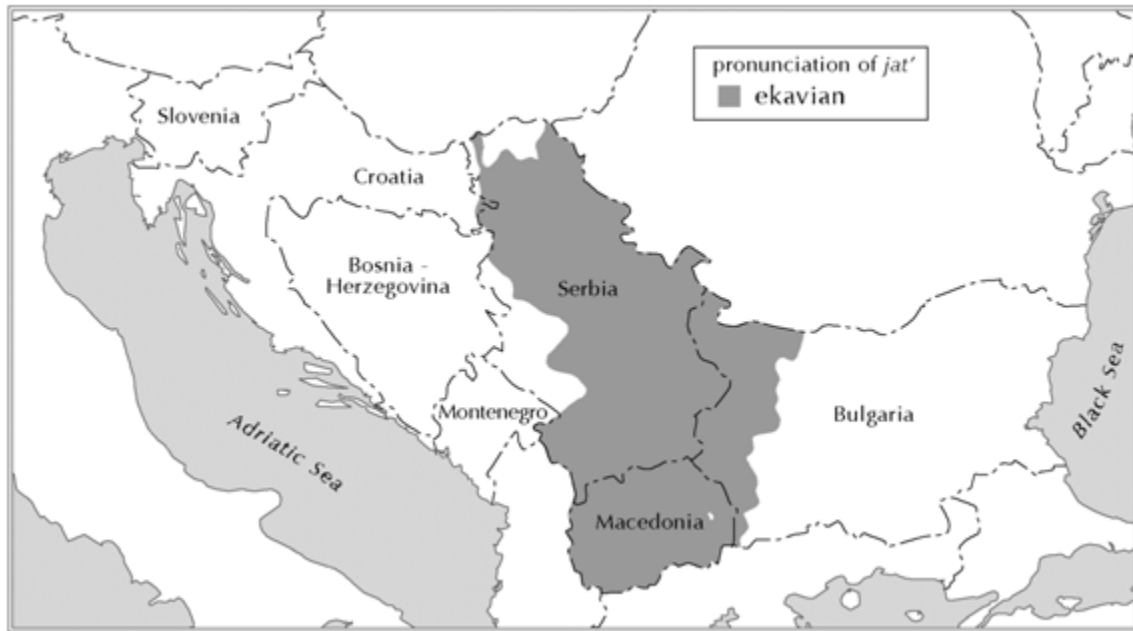 pronunciation of jat'
ekavian
Slovenia
Croatia
Bosnia -
Herzegovina
Serbia
Montenegro
Bulgaria
Macedonia
Adriatic Sea
Black Sea